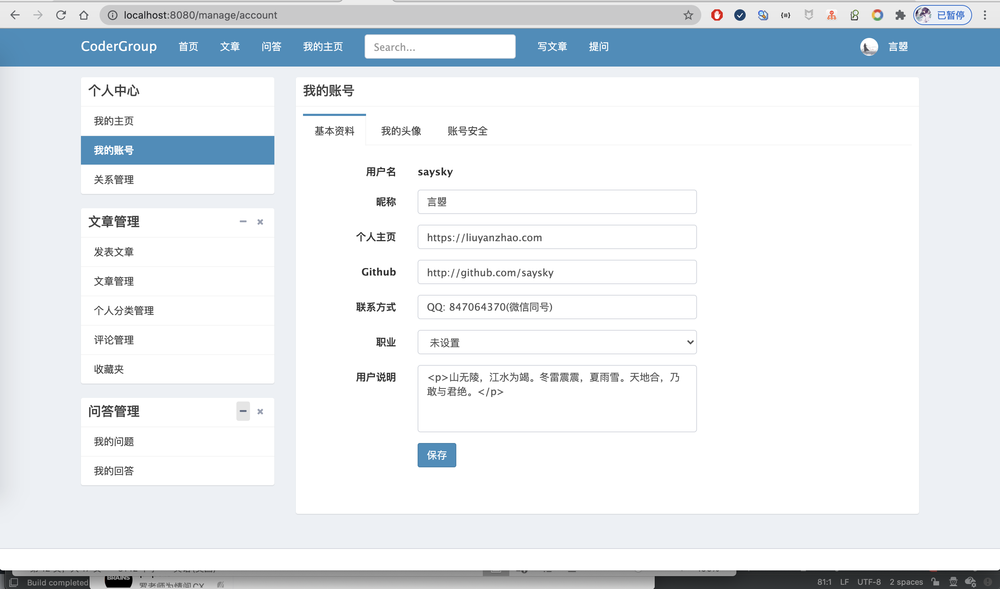 localhost:8080/manage/account
已暂停
CoderGroup 首页 文章 问答 我的主页 Search... 写文章 提问 言曌
个人中心
我的主页
我的账号
关系管理
文章管理
发表文章
文章管理
个人分类管理
评论管理
收藏夹
问答管理
我的问题
我的回答
我的账号
基本资料 我的头像 账号安全
用户名 saysky
昵称 言曌
个人主页 https://liuyanzhao.com
Github http://github.com/saysky
联系方式 QQ: 847064370(微信同号)
职业 未设置
用户说明 <p>山无陵，江水为竭。冬雷震震，夏雨雪。天地合，乃
敢与君绝。</p>
保存
BRAINS
Build completed
81:1 LF UTF-8 2 spaces